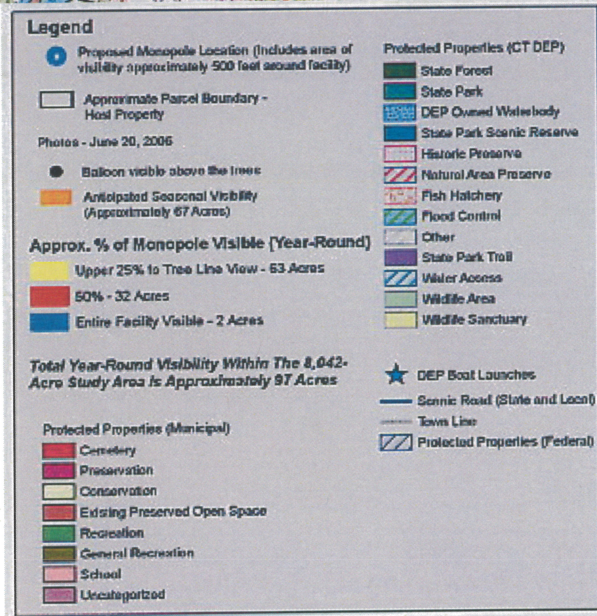 Legend
Proposed Monopole Location (Includes area of
visibility approximately 500 feet around facility)
Approximate Parcel Boundary -
Host Property
Photos - June 20, 2006
Balloon visible above the trees
Anticipated Seasonal Visibility
(Approximately 67 Acres)
Approx. % of Monopole Visible (Year-Round)
Upper 25% to Tree Line View - 63 Acres
50% - 32 Acres
Entire Facility Visible - 2 Acres
Total Year-Round Visibility Within The 8,042-
Acre Study Area is Approximately 97 Acres
Protected Properties (Municipal)
Cemetery
Preservation
Conservation
Existing Preserved Open Space
Recreation
General Recreation
School
Uncategorized
Protected Properties (CT DEP)
State Forest
State Park
DEP Owned Waterbody
State Park Scenic Reserve
Historic Preserve
Natural Area Preserve
Fish Hatchery
Flood Control
Other
State Park Trail
Water Access
Wildlife Area
Wildlife Sanctuary
DEP Boat Launches
Scenic Road (State and Local)
Town Line
Protected Properties (Federal)